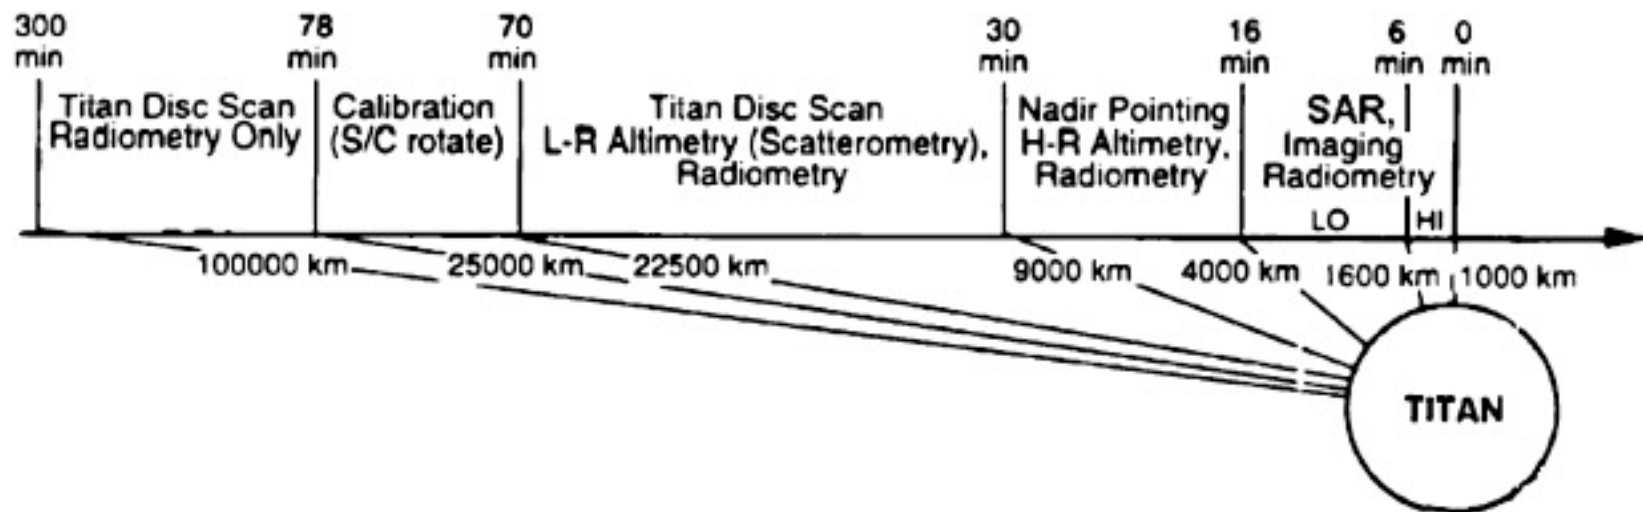 300 min
78 min
70 min
30 min
16 min
6 min
0 min
Titan Disc Scan
Radiometry Only
Calibration
(S/C rotate)
Titan Disc Scan
L-R Altimetry (Scatterometry),
Radiometry
Nadir Pointing
H-R Altimetry,
Radiometry
SAR,
Imaging
Radiometry
LO
HI
100000 km
25000 km
22500 km
9000 km
4000 km
1600 km
1000 km
TITAN